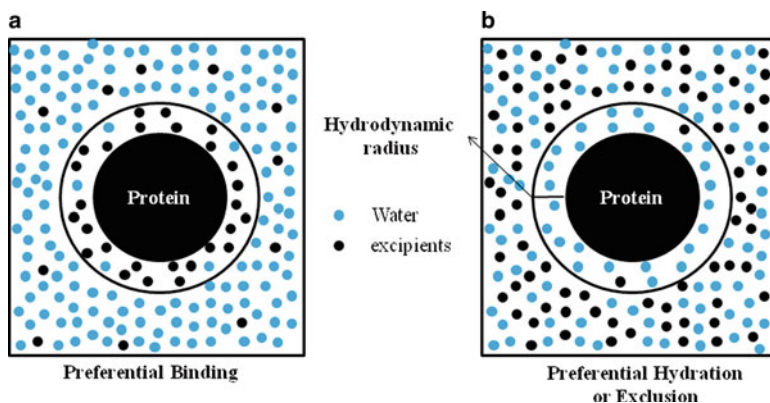 a
Protein
Preferential Binding
Hydrodynamic
radius
Water
excipients
b
Protein
Preferential Hydration
or Exclusion